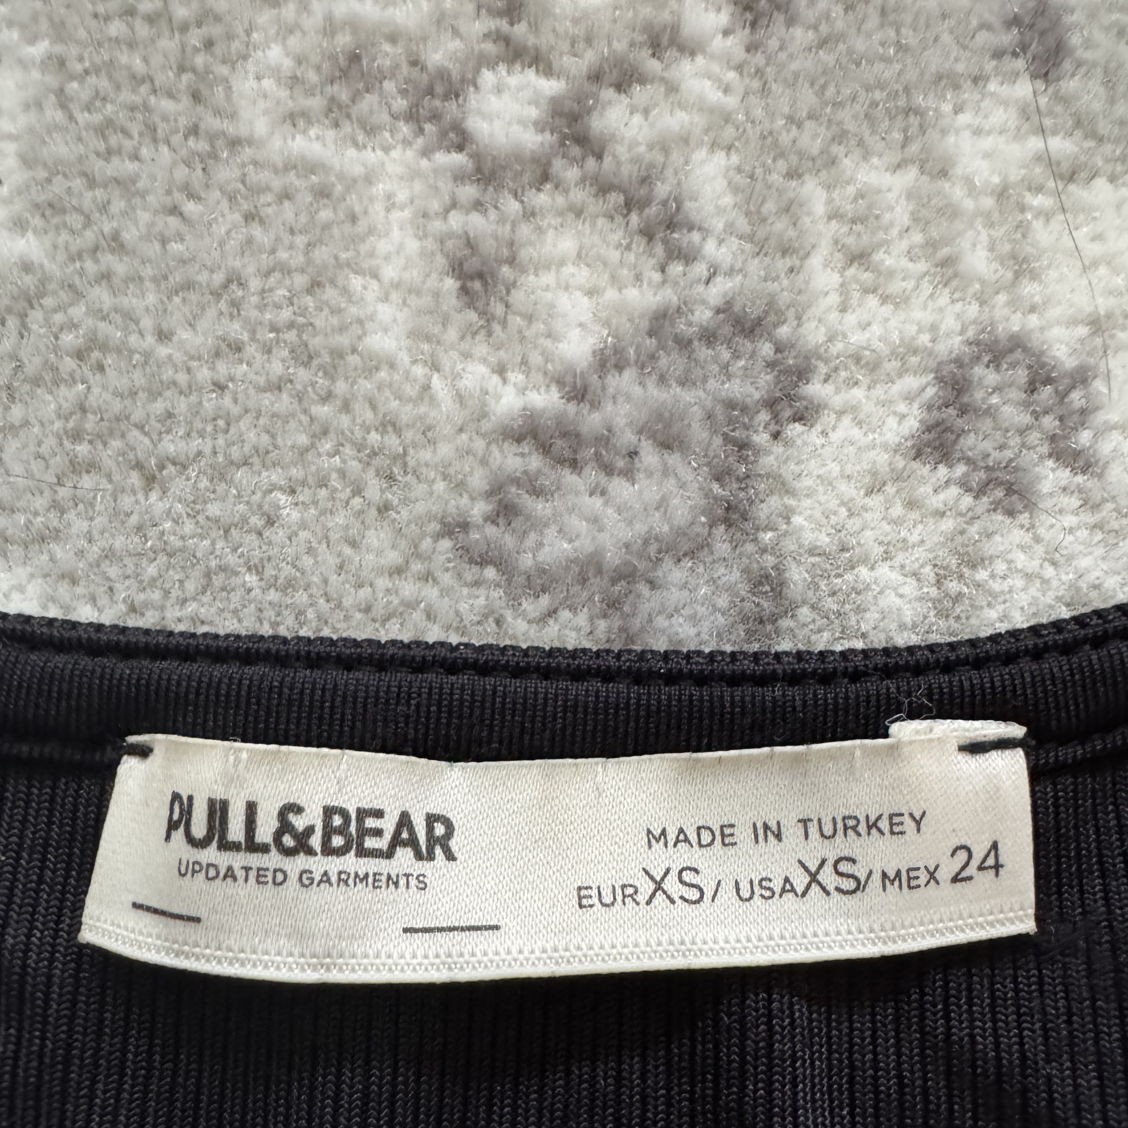 PULL&BEAR
UPDATED GARMENTS
MADE IN TURKEY
EUR XS / USA XS / MEX 24